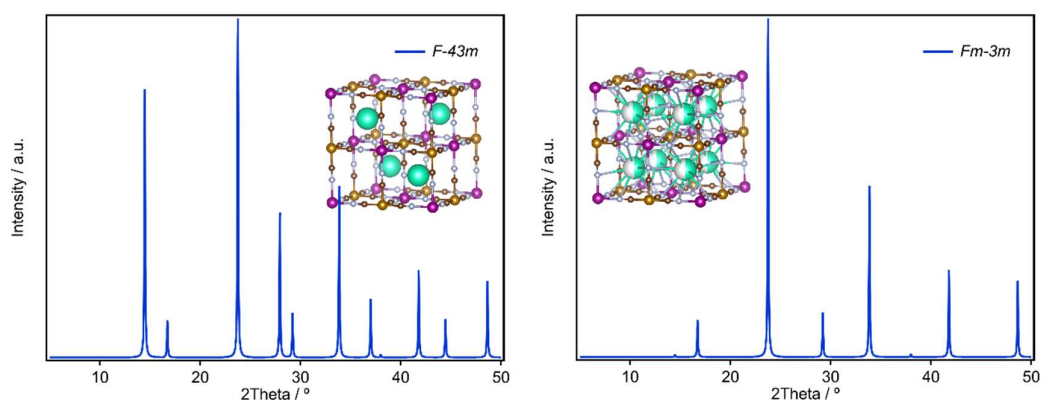 F-43m
Intensity / a.u.
10 20 30 40 50
2Theta / º
Fm-3m
Intensity / a.u.
10 20 30 40 50
2Theta / º